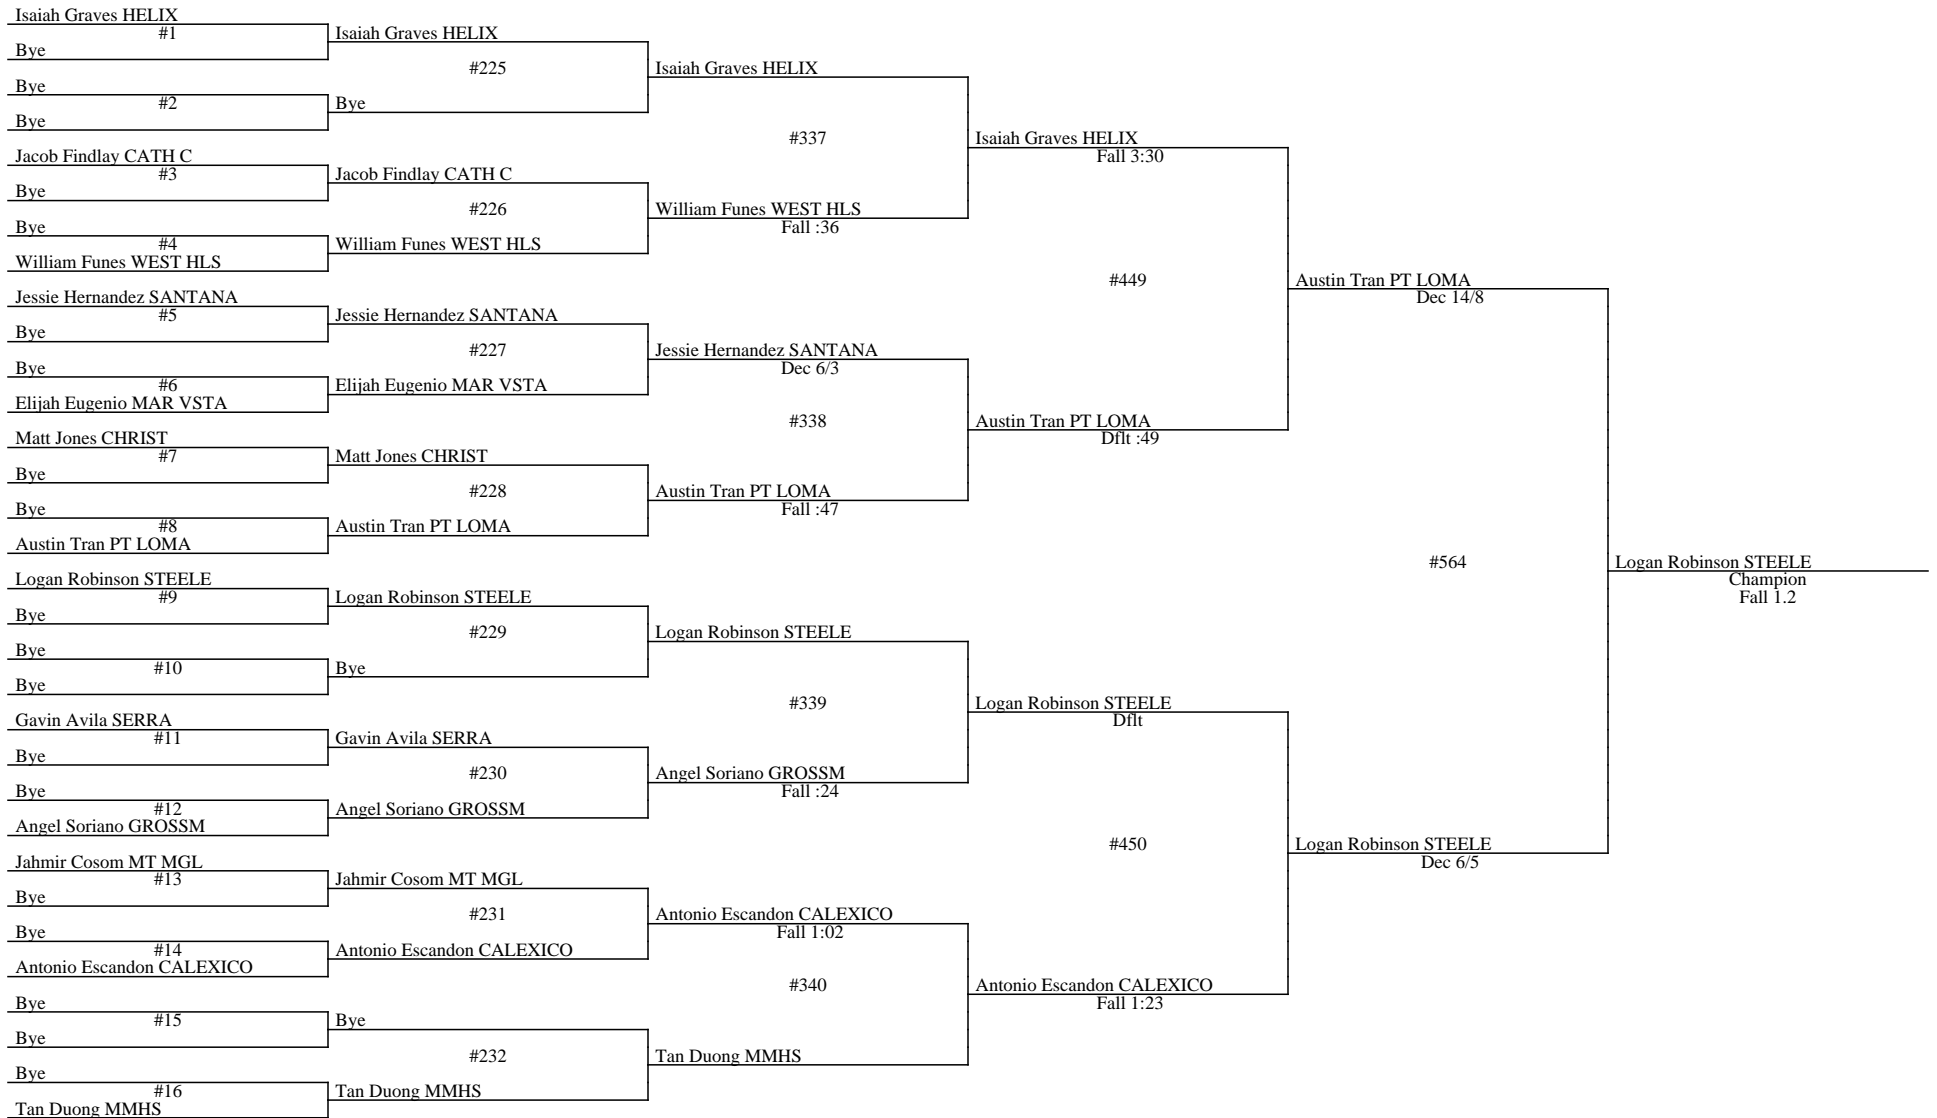 Isaiah Graves HELIX
#1
Bye
Bye
#2
Bye
Jacob Findlay CATH C
#3
Bye
Bye
#4
William Funes WEST HLS
Jessie Hernandez SANTANA
#5
Bye
Bye
#6
Elijah Eugenio MAR VSTA
Matt Jones CHRIST
#7
Bye
Bye
#8
Austin Tran PT LOMA
Logan Robinson STEELE
#9
Bye
Bye
#10
Bye
Gavin Avila SERRA
#11
Bye
Bye
#12
Angel Soriano GROSSM
Jahmir Cosom MT MGL
#13
Bye
Bye
#14
Antonio Escandon CALEXICO
Bye
#15
Bye
Bye
#16
Tan Duong MMHS
Isaiah Graves HELIX
#225
Bye
Jacob Findlay CATH C
#226
William Funes WEST HLS
Jessie Hernandez SANTANA
#227
Elijah Eugenio MAR VSTA
Matt Jones CHRIST
#228
Austin Tran PT LOMA
Logan Robinson STEELE
#229
Bye
Gavin Avila SERRA
#230
Angel Soriano GROSSM
Jahmir Cosom MT MGL
#231
Antonio Escandon CALEXICO
Bye
#232
Tan Duong MMHS
Isaiah Graves HELIX
#337
William Funes WEST HLS
Fall :36
Jessie Hernandez SANTANA
Dec 6/3
#338
Austin Tran PT LOMA
Fall :47
Logan Robinson STEELE
#339
Angel Soriano GROSSM
Fall :24
Antonio Escandon CALEXICO
Fall 1:02
#340
Tan Duong MMHS
Isaiah Graves HELIX
Fall 3:30
#449
Austin Tran PT LOMA
Dflt :49
Logan Robinson STEELE
Dflt
#450
Antonio Escandon CALEXICO
Fall 1:23
Austin Tran PT LOMA
Dec 14/8
#564
Logan Robinson STEELE
Dec 6/5
Logan Robinson STEELE
Champion
Fall 1.2